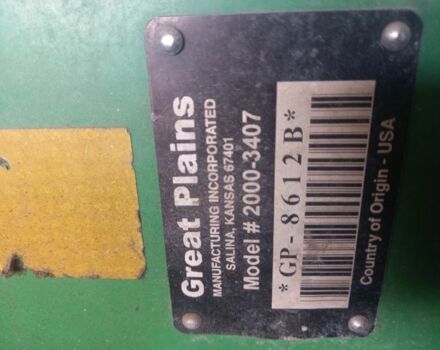 Great Plains
MANUFACTURING INCORPORATED
SALINA, KANSAS 67401
Model # 2000-3407
*GP-8612B*
Country of Origin - USA